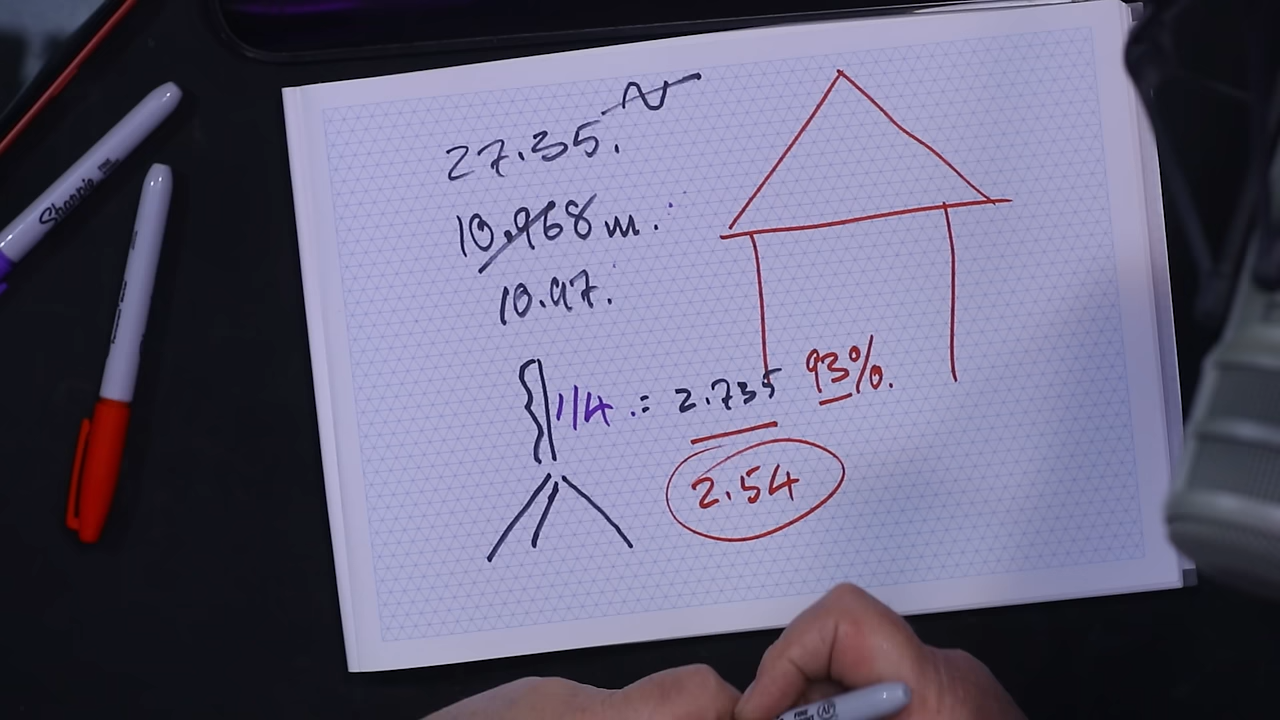 27.35.
10.968 m.
10.97.
1/4 .= 2.735 93%.
2.54
Sharpie